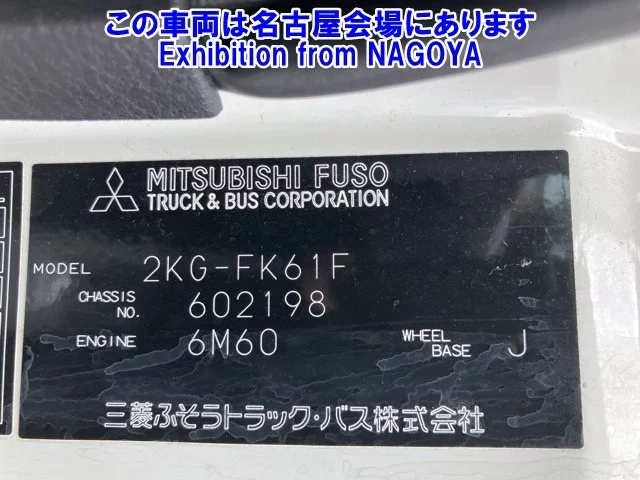 この車両は名古屋会場にあります
Exhibition from NAGOYA
MITSUBISHI FUSO
TRUCK & BUS CORPORATION
MODEL 2KG-FK61F
CHASSIS NO. 602198
ENGINE 6M60 WHEEL BASE J
三菱ふそうトラック・バス株式会社